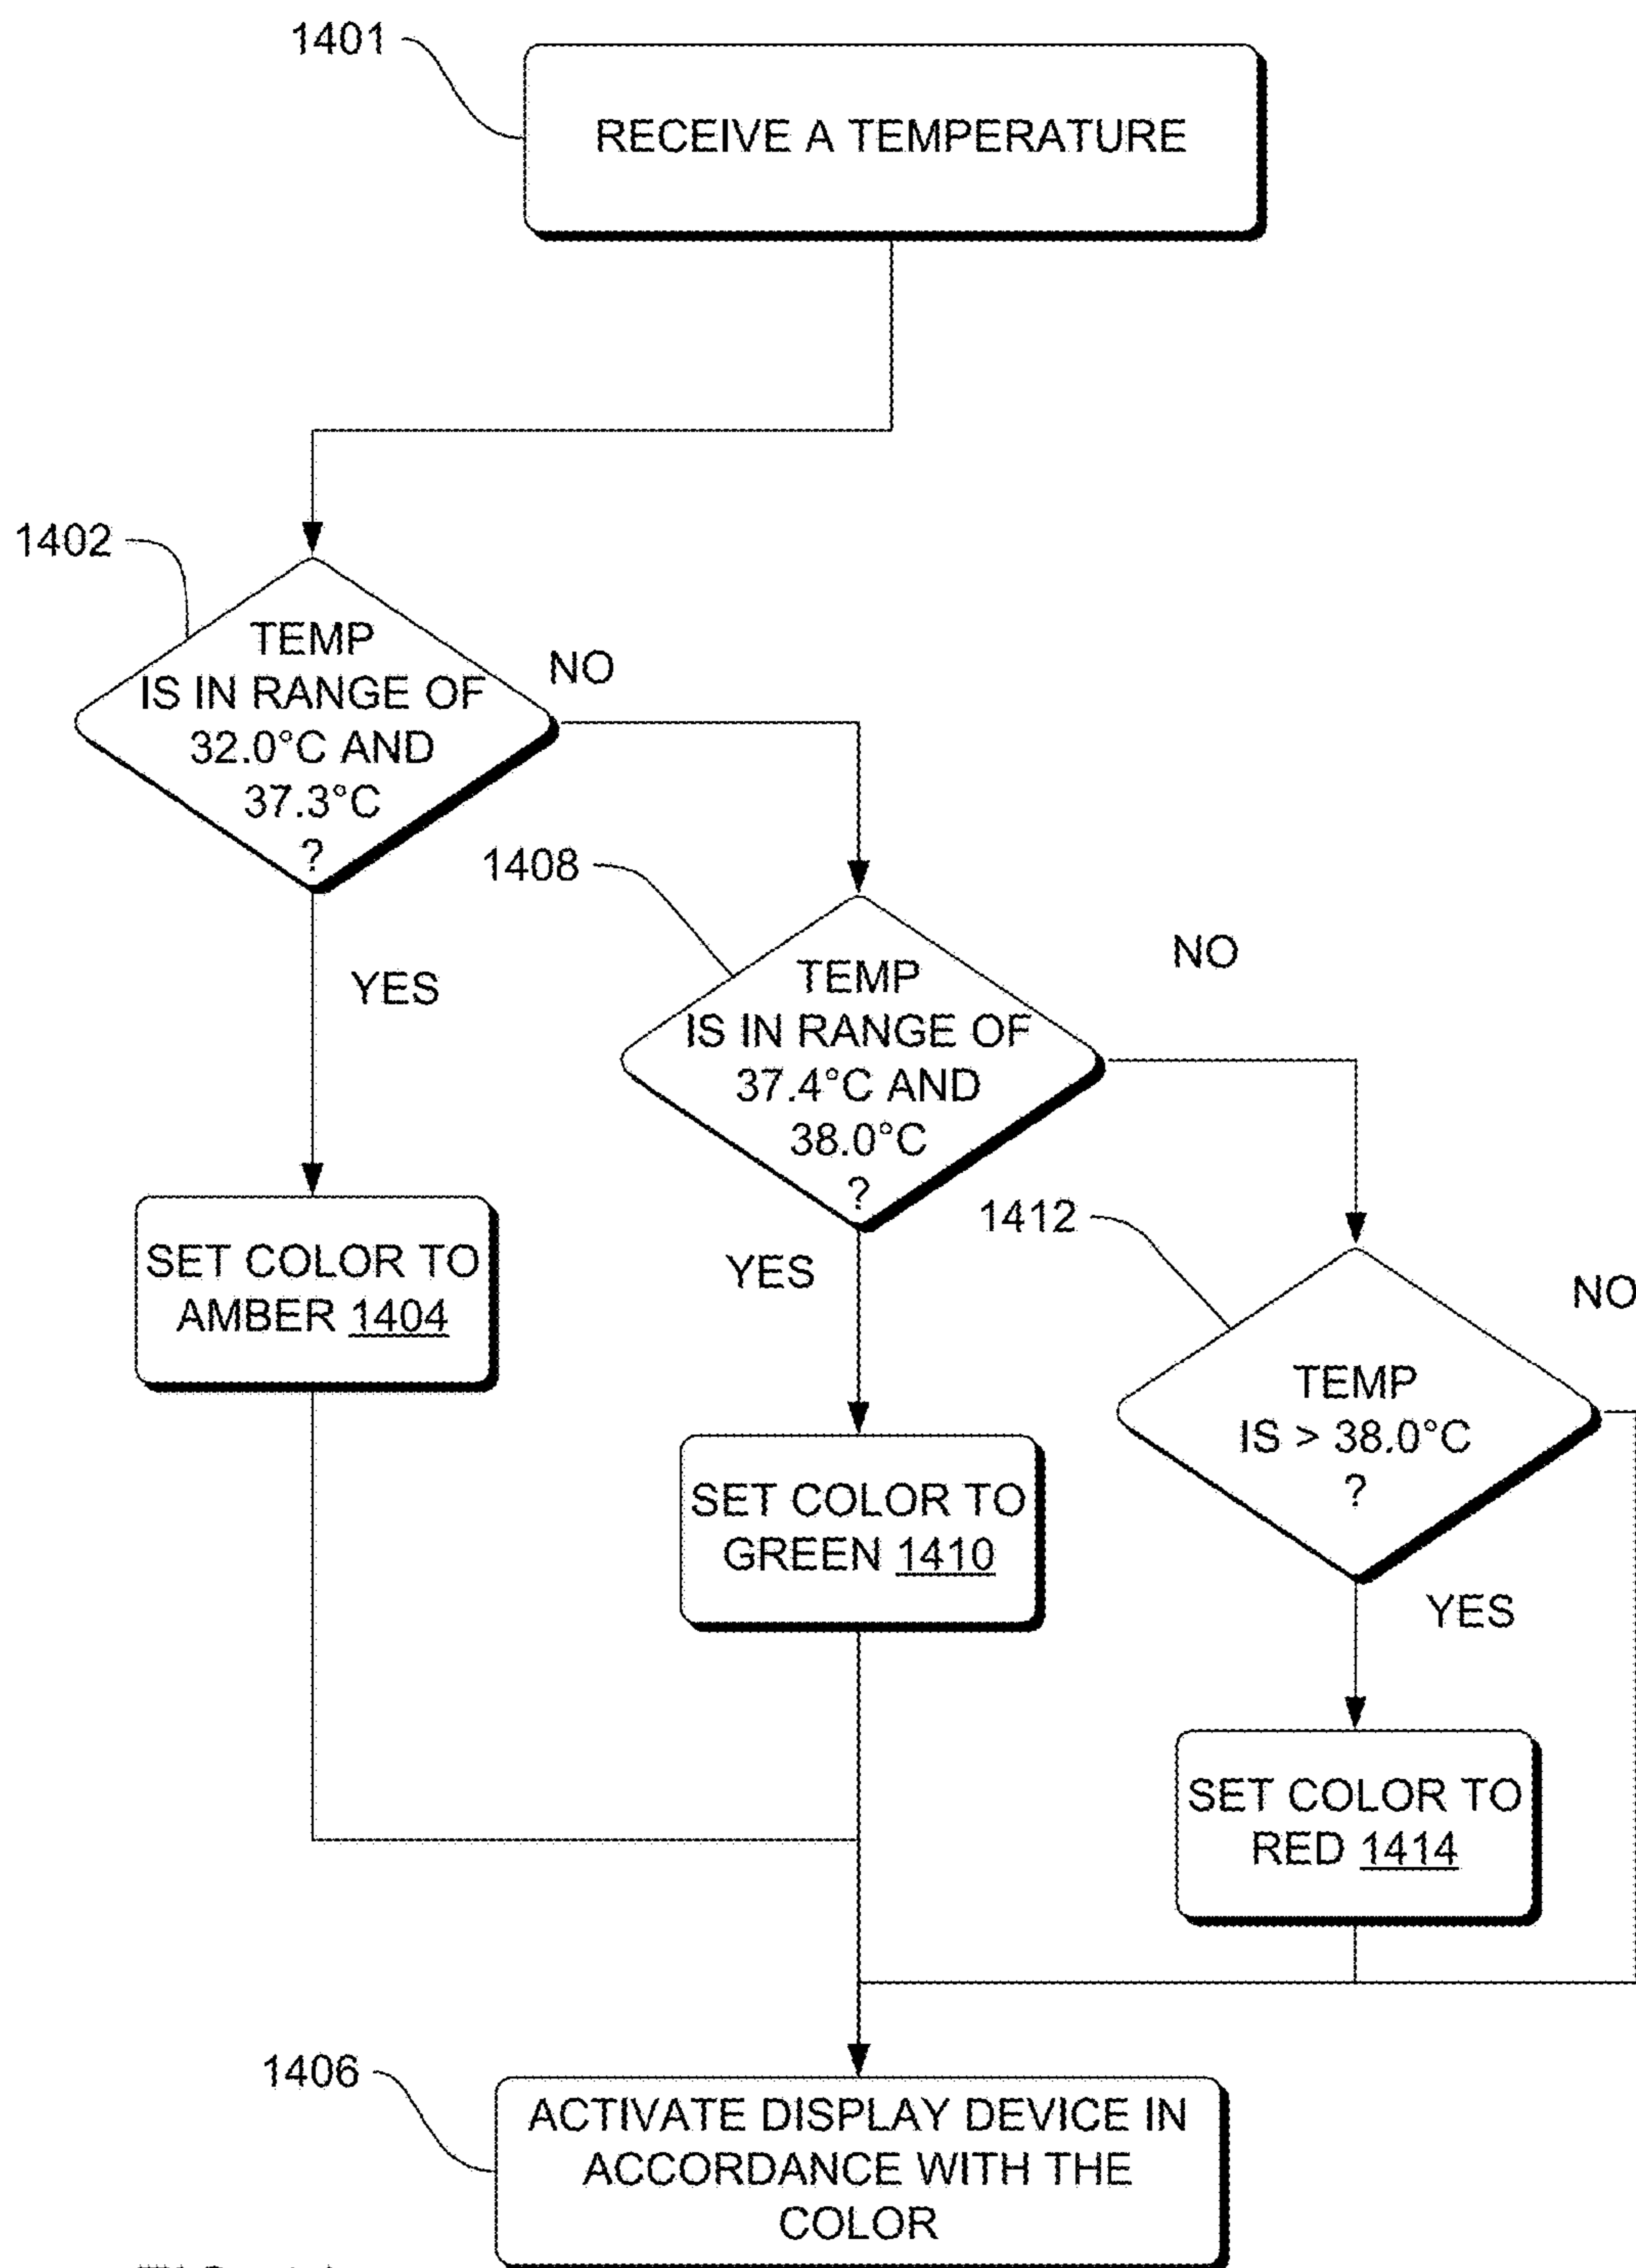 1401
RECEIVE A TEMPERATURE
1402
TEMP
IS IN RANGE OF
32.0°C AND
37.3°C
?
NO
YES
1408
TEMP
IS IN RANGE OF
37.4°C AND
38.0°C
?
NO
YES
1412
TEMP
IS > 38.0°C
?
NO
YES
SET COLOR TO
AMBER 1404
SET COLOR TO
GREEN 1410
SET COLOR TO
RED 1414
1406
ACTIVATE DISPLAY DEVICE IN
ACCORDANCE WITH THE
COLOR